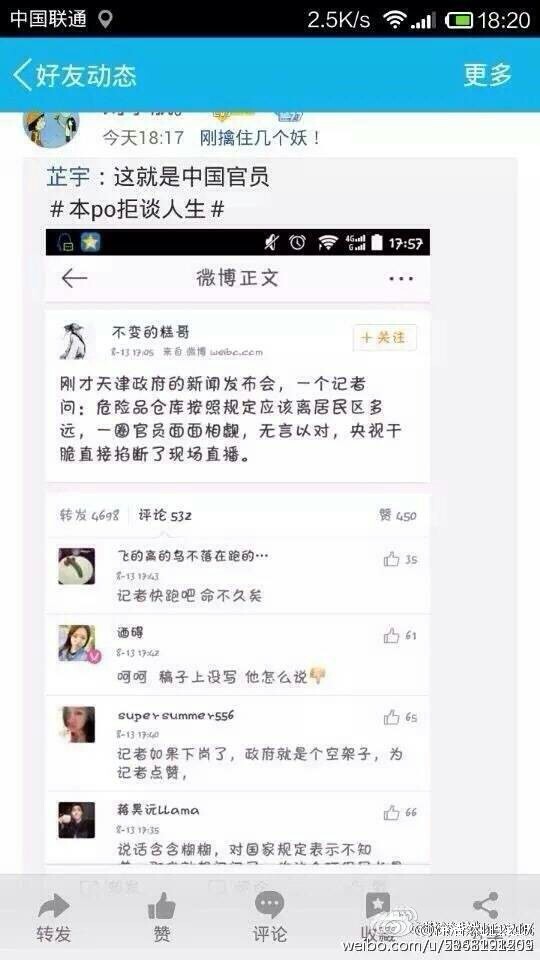 中国联通 2.5K/s 18:20
好友动态 更多
今天18:17 刚擒住几个妖！
芷宇：这就是中国官员
＃本po拒谈人生＃
4G 17:57
微博正文
不变的糕哥
8-13 17:05 来自 微博 weibo.com
+ 关注
刚才天津政府的新闻发布会，一个记者
问：危险品仓库按照规定应该离居民区多
远，一圈官员面面相觑，无言以对，央视干
脆直接掐断了现场直播。
转发 4698 评论 532 赞 450
飞的高的鸟不落在跑的… 35
8-13 17:43
记者快跑吧 命不久矣
洒碍 61
8-13 17:42
呵呵 稿子上没写 他怎么说
supersummer556 65
8-13 17:40
记者如果下岗了，政府就是个空架子，为
记者点赞，
蒋昊沅LLama 66
8-13 17:35
说话含含糊糊，对国家规定表示不知
转发 赞 评论 收藏